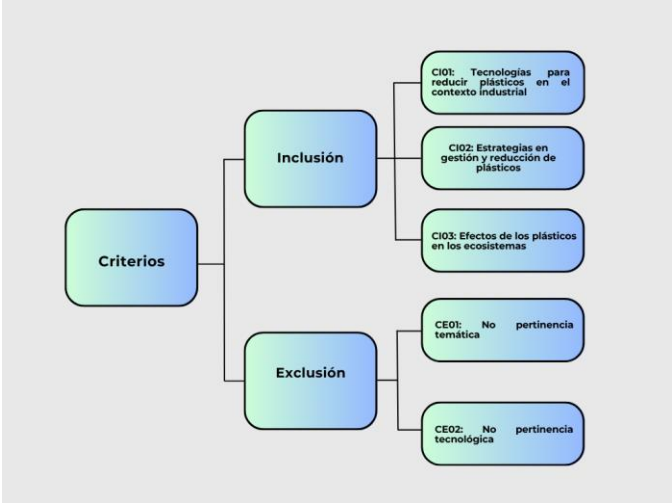 Criterios
Inclusión
CI01: Tecnologías para
reducir plásticos en el
contexto industrial
CI02: Estrategias en
gestión y reducción de
plásticos
CI03: Efectos de los plásticos
en los ecosistemas
Exclusión
CE01: No pertinencia
temática
CE02: No pertinencia
tecnológica